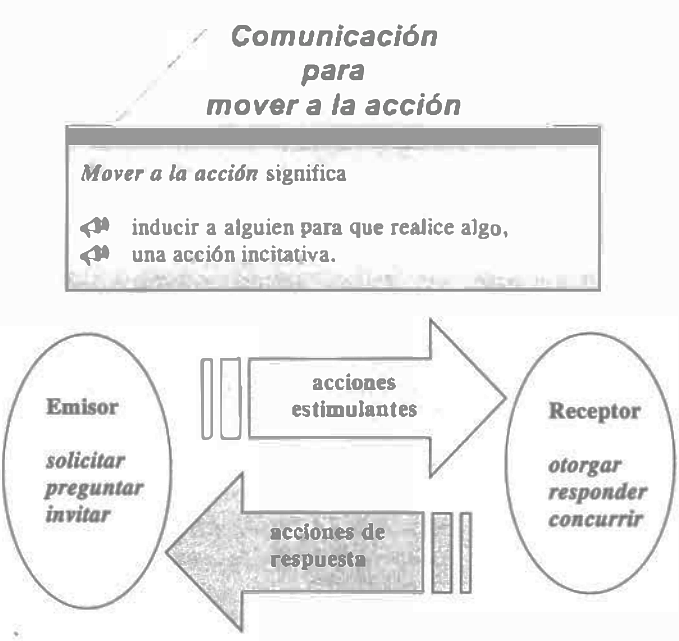 Comunicación
para
mover a la acción
Mover a la acción significa
inducir a alguien para que realice algo,
una acción incitativa.
Emisor
solicitar
preguntar
invitar
acciones
estimulantes
Receptor
otorgar
responder
concurrir
acciones de
respuesta